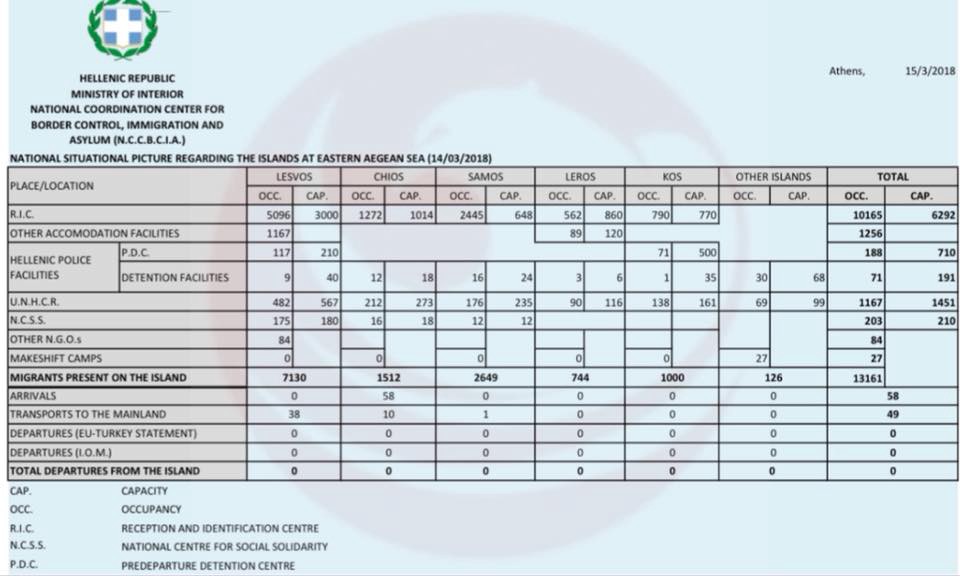 HELLENIC REPUBLIC
MINISTRY OF INTERIOR
NATIONAL COORDINATION CENTER FOR
BORDER CONTROL, IMMIGRATION AND
ASYLUM (N.C.C.B.C.I.A.)
Athens, 15/3/2018
NATIONAL SITUATIONAL PICTURE REGARDING THE ISLANDS AT EASTERN AEGEAN SEA (14/03/2018)
PLACE/LOCATION LESVOS CHIOS SAMOS LEROS KOS OTHER ISLANDS TOTAL
OCC. CAP. OCC. CAP. OCC. CAP. OCC. CAP. OCC. CAP. OCC. CAP. OCC. CAP.
R.I.C. 5096 3000 1272 1014 2445 648 562 860 790 770 10165 6292
OTHER ACCOMODATION FACILITIES 1167 89 120 1256
HELLENIC POLICE FACILITIES P.D.C. 117 210 71 500 188 710
DETENTION FACILITIES 9 40 12 18 16 24 3 6 1 35 30 68 71 191
U.N.H.C.R. 482 567 212 273 176 235 90 116 138 161 69 99 1167 1451
N.C.S.S. 175 180 16 18 12 12 203 210
OTHER N.G.O.s 84 84
MAKESHIFT CAMPS 0 0 0 0 0 27 27
MIGRANTS PRESENT ON THE ISLAND 7130 1512 2649 744 1000 126 13161
ARRIVALS 0 58 0 0 0 0 58
TRANSPORTS TO THE MAINLAND 38 10 1 0 0 0 49
DEPARTURES (EU-TURKEY STATEMENT) 0 0 0 0 0 0 0
DEPARTURES (I.O.M.) 0 0 0 0 0 0 0
TOTAL DEPARTURES FROM THE ISLAND 0 0 0 0 0 0 0
CAP. CAPACITY
OCC. OCCUPANCY
R.I.C. RECEPTION AND IDENTIFICATION CENTRE
N.C.S.S. NATIONAL CENTRE FOR SOCIAL SOLIDARITY
P.D.C. PREDEPARTURE DETENTION CENTRE